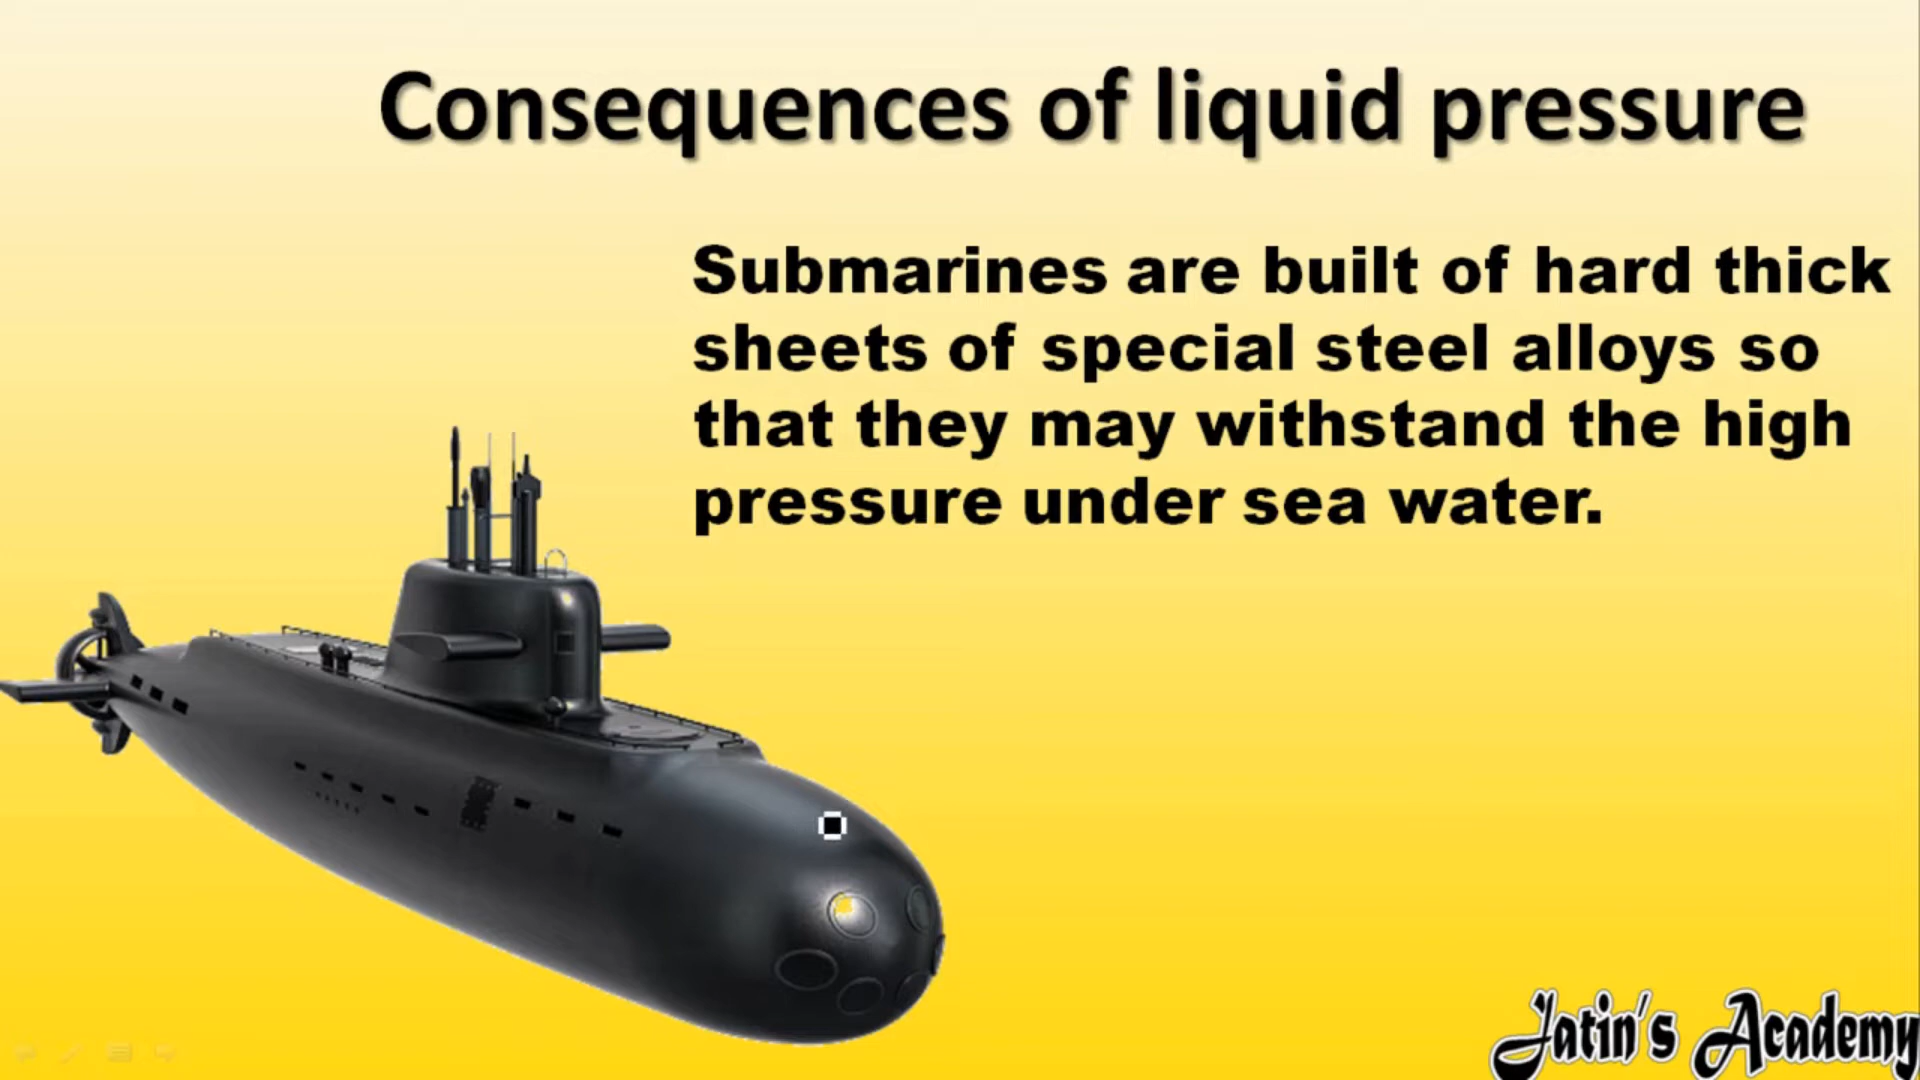 Consequences of liquid pressure
Submarines are built of hard thick
sheets of special steel alloys so
that they may withstand the high
pressure under sea water.
Jatin's Academy